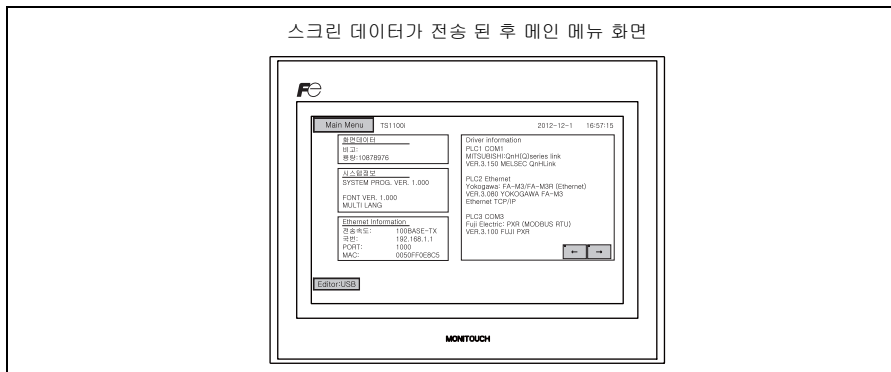 스크린 데이터가 전송 된 후 메인 메뉴 화면
Fe
Main Menu TS1100i 2012-12-1 16:57:15
화면데이터
비고:
용량:10878976
시스템정보
SYSTEM PROG. VER. 1.000
FONT VER. 1.000
MULTI LANG
Ethernet Information
전송속도: 100BASE-TX
국번: 192.168.1.1
PORT: 1000
MAC: 0050FF0E8C5
Driver information
PLC1 COM1
MITSUBISHI:QnH(Q)series link
VER.3.150 MELSEC QnHLink
PLC2 Ethernet
Yokogawa: FA-M3/FA-M3R (Ethernet)
VER.3.080 YOKOGAWA FA-M3
Ethernet TCP/IP
PLC3 COM3
Fuji Electric: PXR (MODBUS RTU)
VER.3.100 FUJI PXR
← →
Editor:USB
MONITOUCH